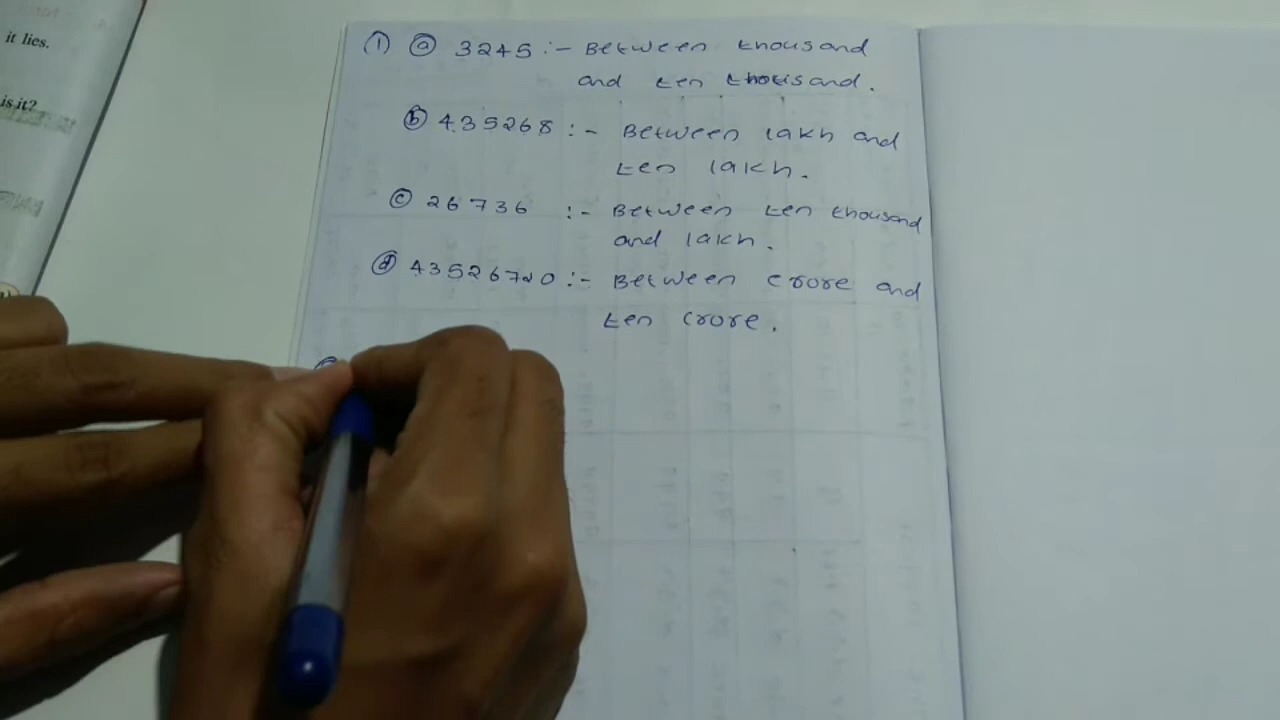 it lies.
is it?
① ⓐ 3245 :- Between thousand
and ten thousand.
ⓑ 435268 :- Between lakh and
ten lakh.
ⓒ 26736 :- Between ten thousand
and lakh.
ⓓ 43526720 :- Between crore and
ten crore.